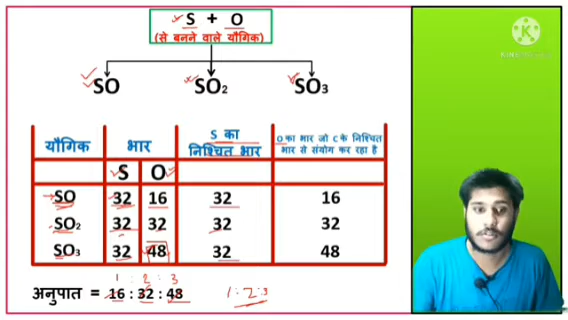 S + O
(से बनने वाले यौगिक)
SO SO₂ SO₃
यौगिक भार S का निश्चित भार O का भार जो C के निश्चित भार से संयोग कर रहा है
S O
SO 32 16 32 16
SO₂ 32 32 32 32
SO₃ 32 48 32 48
1 : 2 : 3
अनुपात = 16 : 32 : 48 1 : 2 : 3